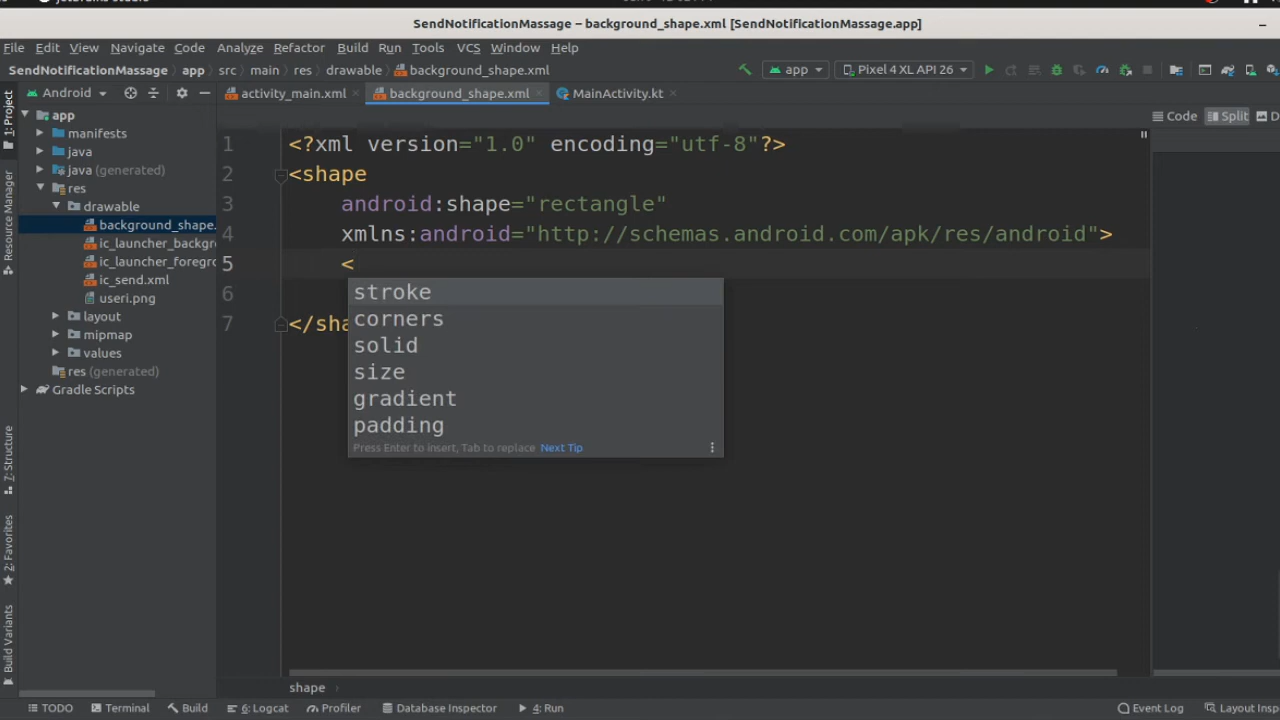 SendNotificationMassage – background_shape.xml [SendNotificationMassage.app]
File Edit View Navigate Code Analyze Refactor Build Run Tools VCS Window Help
SendNotificationMassage app src main res drawable background_shape.xml app Pixel 4 XL API 26
Android activity_main.xml background_shape.xml MainActivity.kt
Code Split D
1: Project
Resource Manager
Z: Structure
2: Favorites
Build Variants
app
manifests
java
java (generated)
res
drawable
background_shape.
ic_launcher_backgr
ic_launcher_foregro
ic_send.xml
useri.png
layout
mipmap
values
res (generated)
Gradle Scripts
1 <?xml version="1.0" encoding="utf-8"?>
2 <shape
3 android:shape="rectangle"
4 xmlns:android="http://schemas.android.com/apk/res/android">
5 <
6
7 </sha
stroke
corners
solid
size
gradient
padding
Press Enter to insert, Tab to replace Next Tip
shape
TODO Terminal Build 6: Logcat Profiler Database Inspector 4: Run Event Log Layout Insp